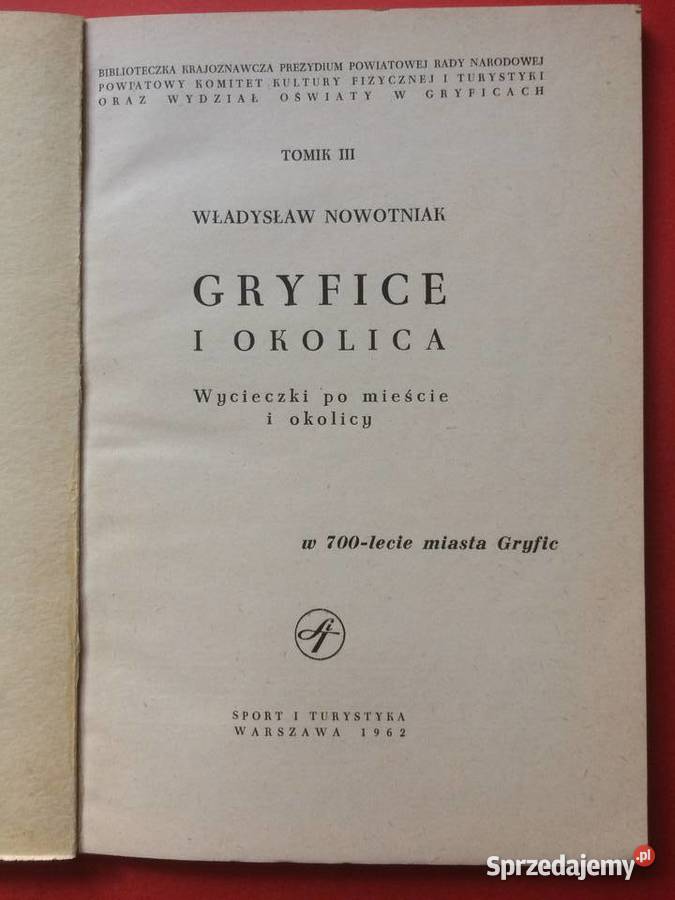 BIBLIOTECZKA KRAJOZNAWCZA PREZYDIUM POWIATOWEJ RADY NARODOWEJ
POWIATOWY KOMITET KULTURY FIZYCZNEJ I TURYSTYKI
ORAZ WYDZIAŁ OŚWIATY W GRYFICACH
TOMIK III
WŁADYSŁAW NOWOTNIAK
GRYFICE
I OKOLICA
Wycieczki po mieście
i okolicy
w 700-lecie miasta Gryfic
SiT
SPORT I TURYSTYKA
WARSZAWA 1962
Sprzedajemy.pl